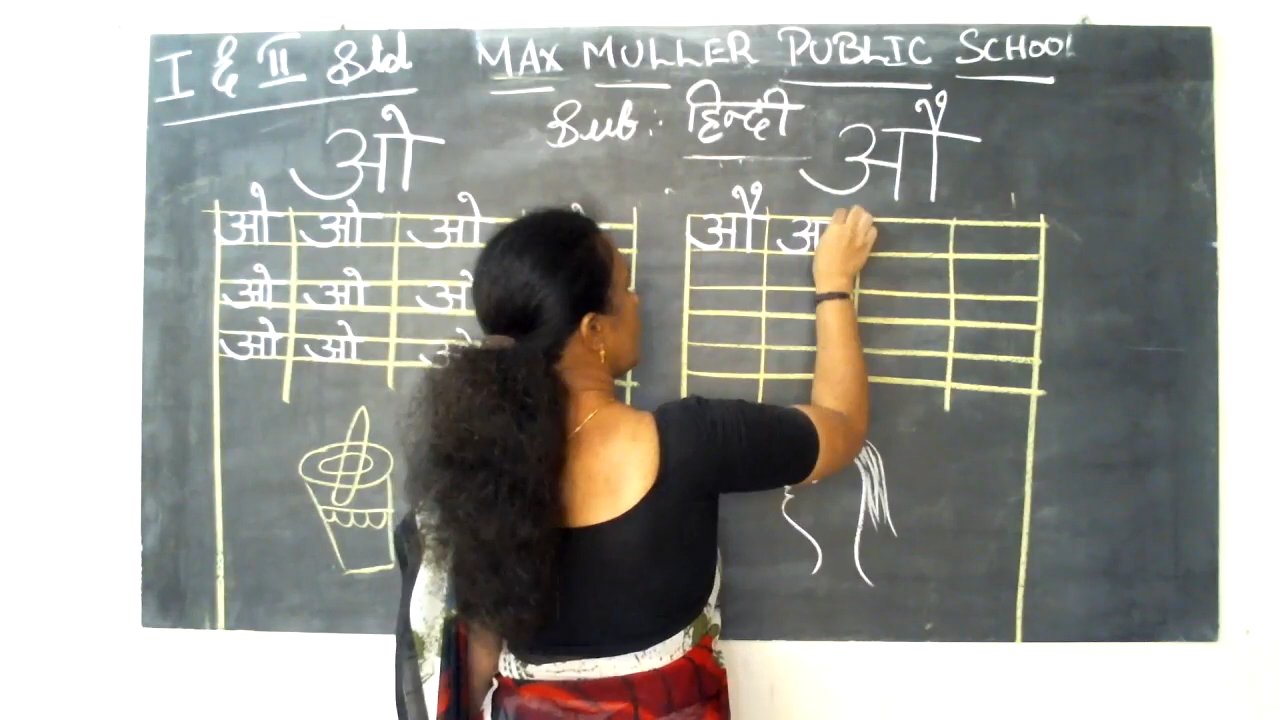 I & II Std MAX MULLER PUBLIC SCHOOL
Sub: हिन्दी
ओ औ
ओ ओ ओ औ अ
ओ ओ ओ
ओ ओ ओ